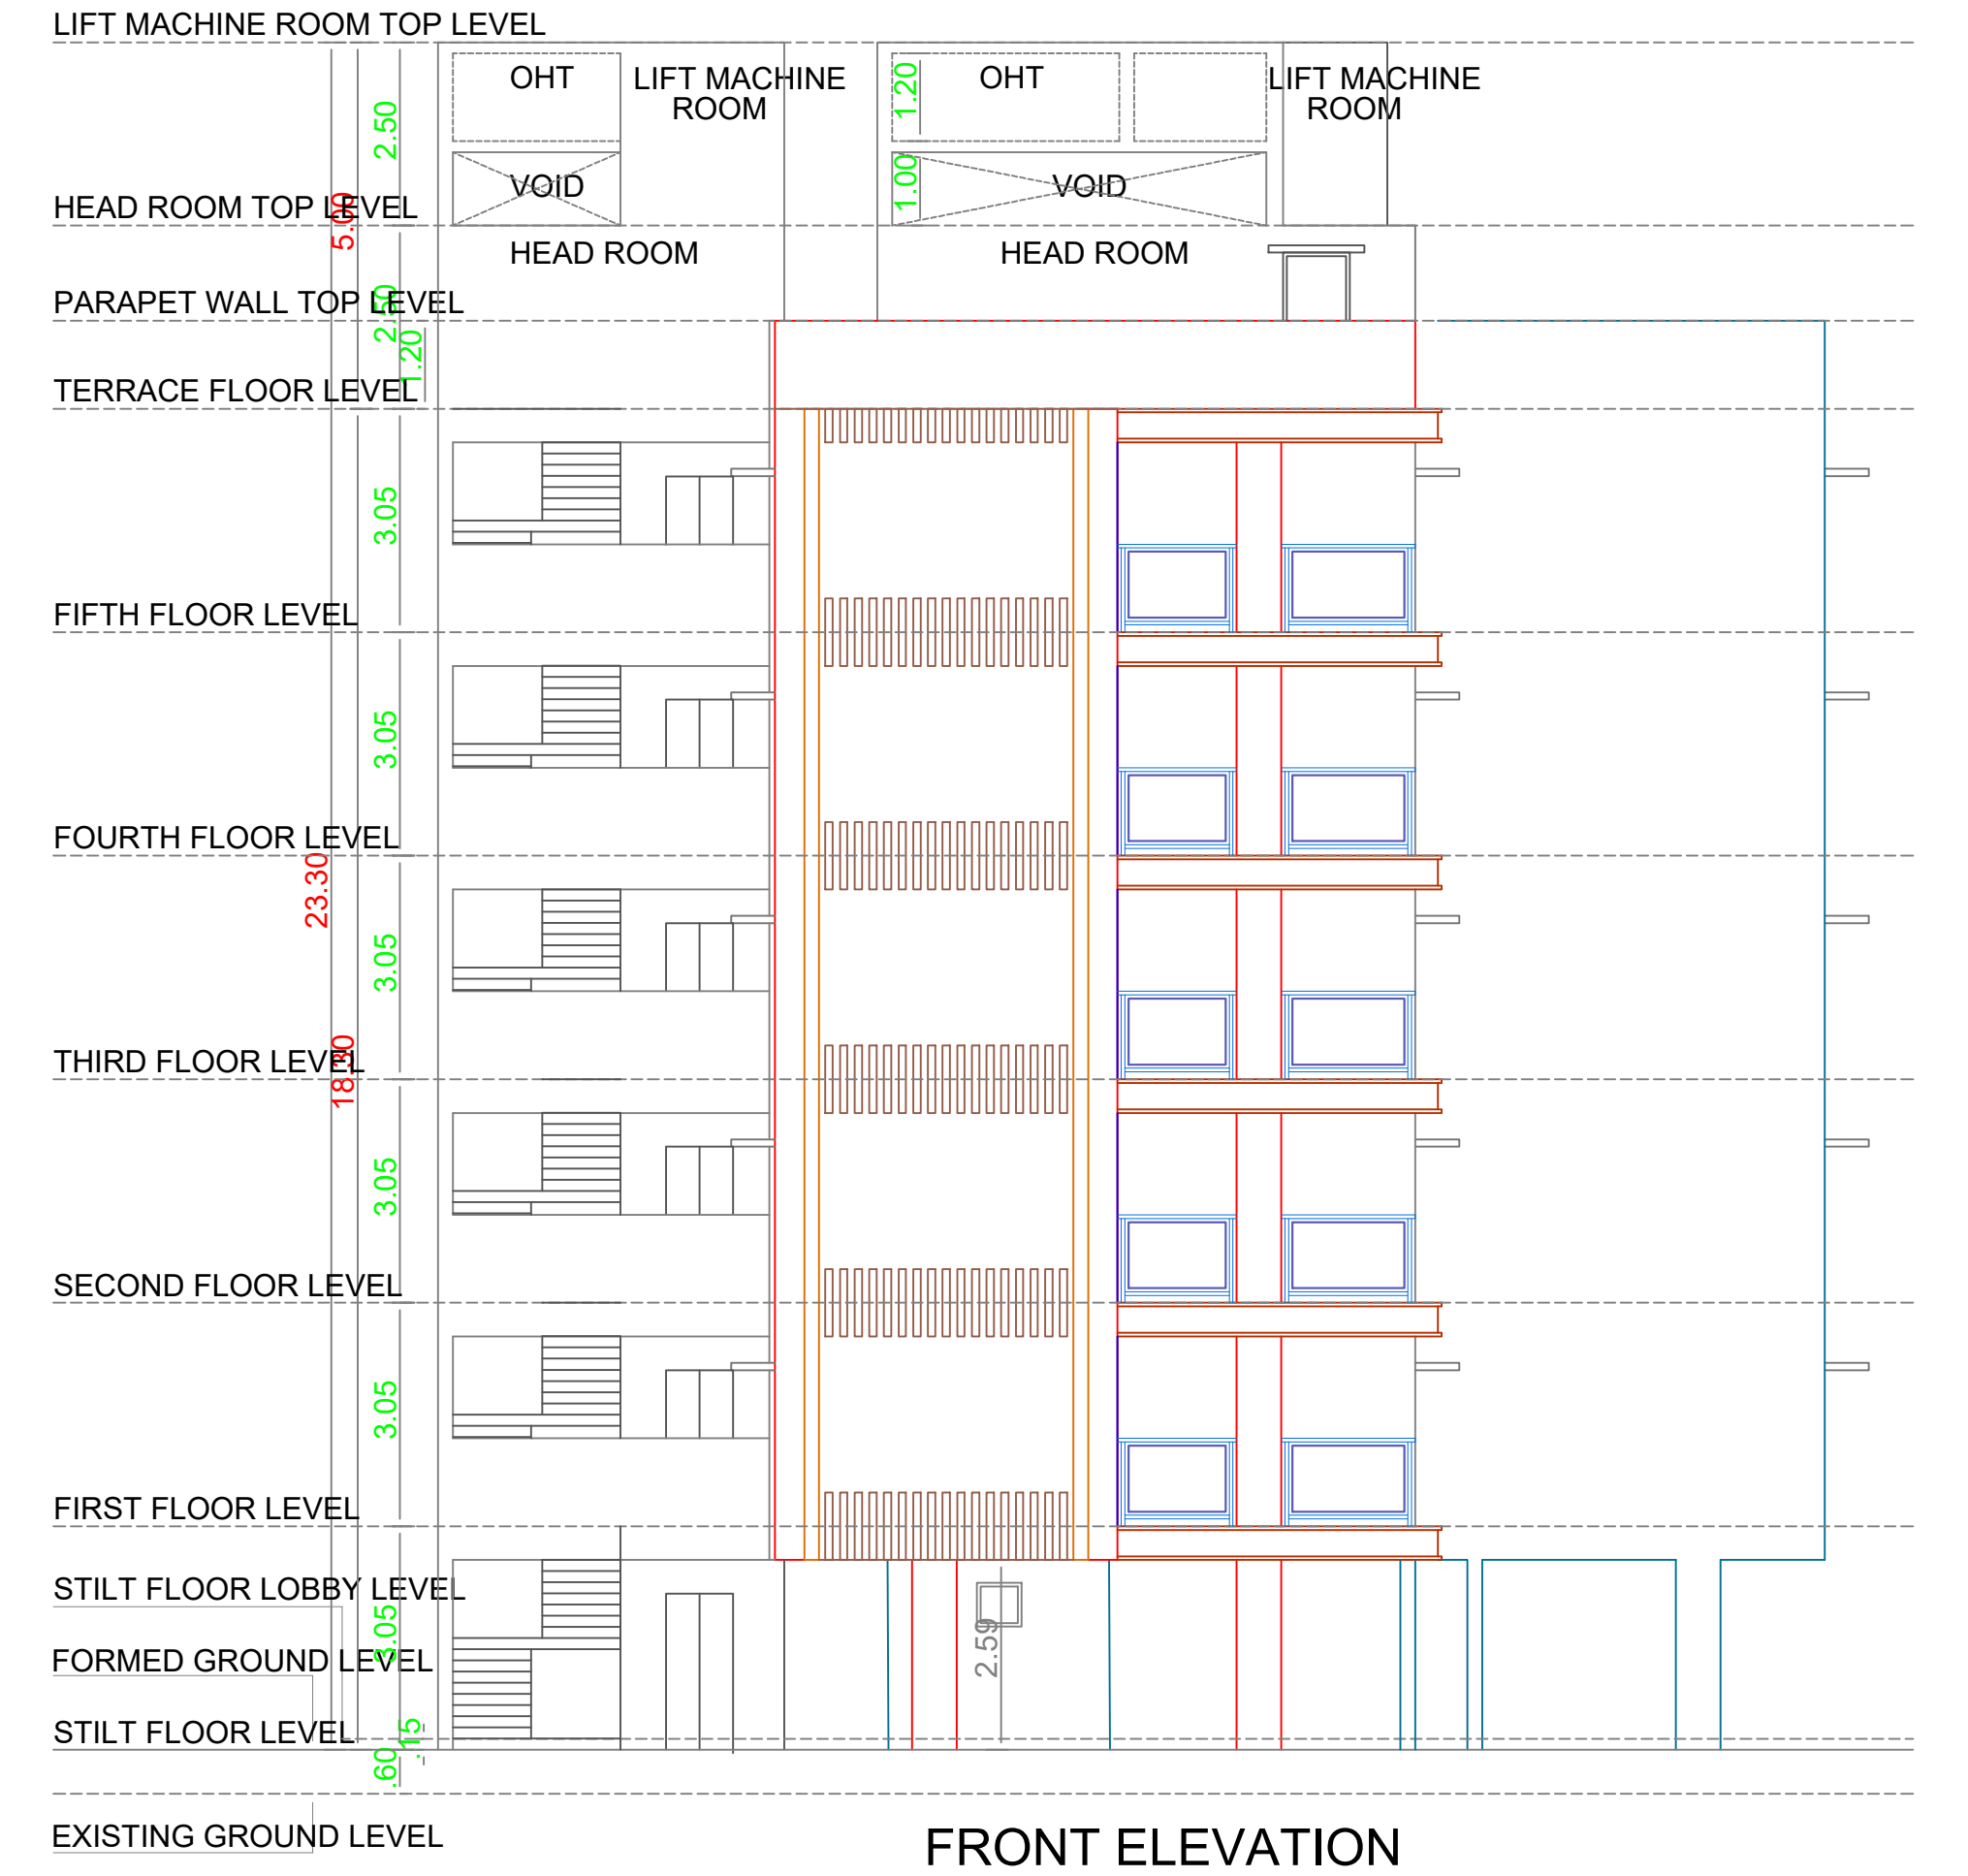 LIFT MACHINE ROOM TOP LEVEL
OHT
LIFT MACHINE
ROOM
OHT
LIFT MACHINE
ROOM
1.20
2.50
1.00
VOID
VOID
HEAD ROOM TOP LEVEL
5.00
HEAD ROOM
HEAD ROOM
PARAPET WALL TOP LEVEL
2.50
1.20
TERRACE FLOOR LEVEL
3.05
FIFTH FLOOR LEVEL
3.05
FOURTH FLOOR LEVEL
23.30
3.05
THIRD FLOOR LEVEL
18.30
3.05
SECOND FLOOR LEVEL
3.05
FIRST FLOOR LEVEL
STILT FLOOR LOBBY LEVEL
3.05
2.59
FORMED GROUND LEVEL
STILT FLOOR LEVEL
.15
.60
EXISTING GROUND LEVEL
FRONT ELEVATION